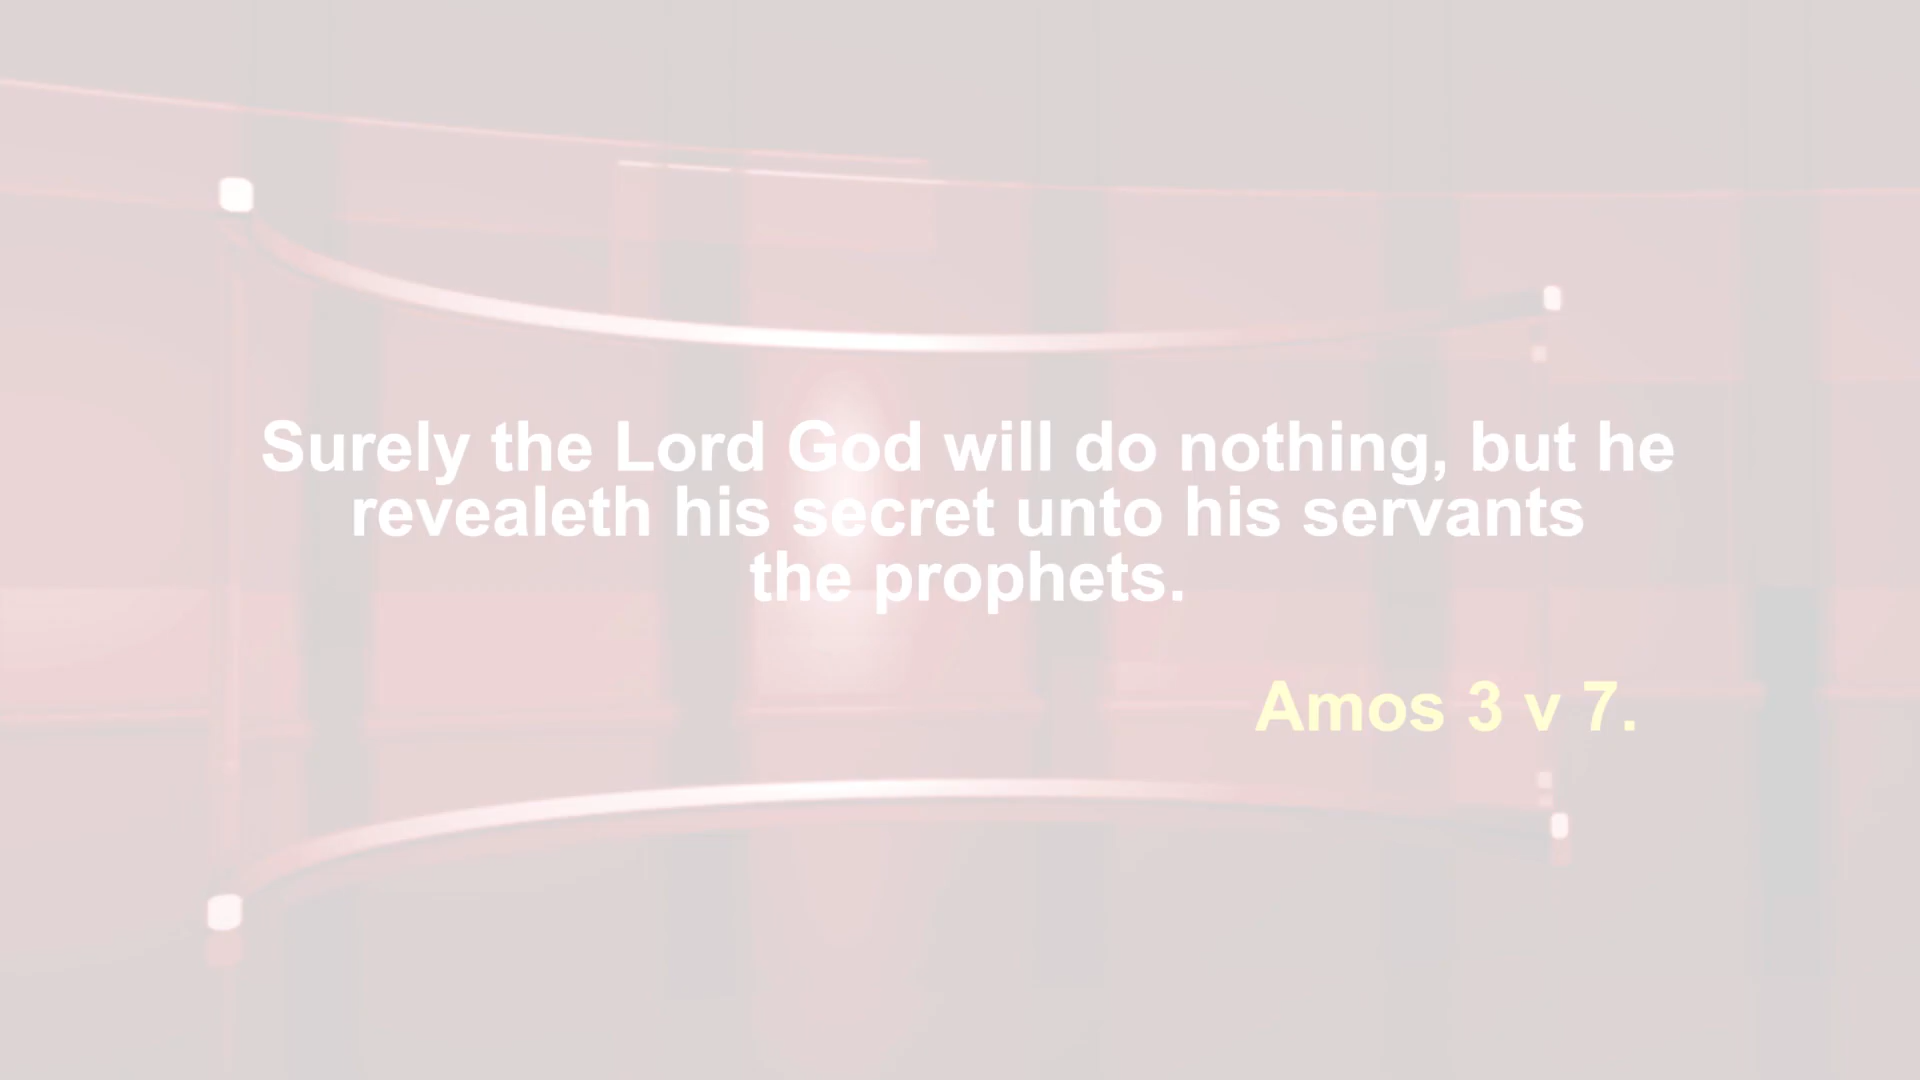 Surely the Lord God will do nothing, but he
revealeth his secret unto his servants
the prophets.
Amos 3 v 7.